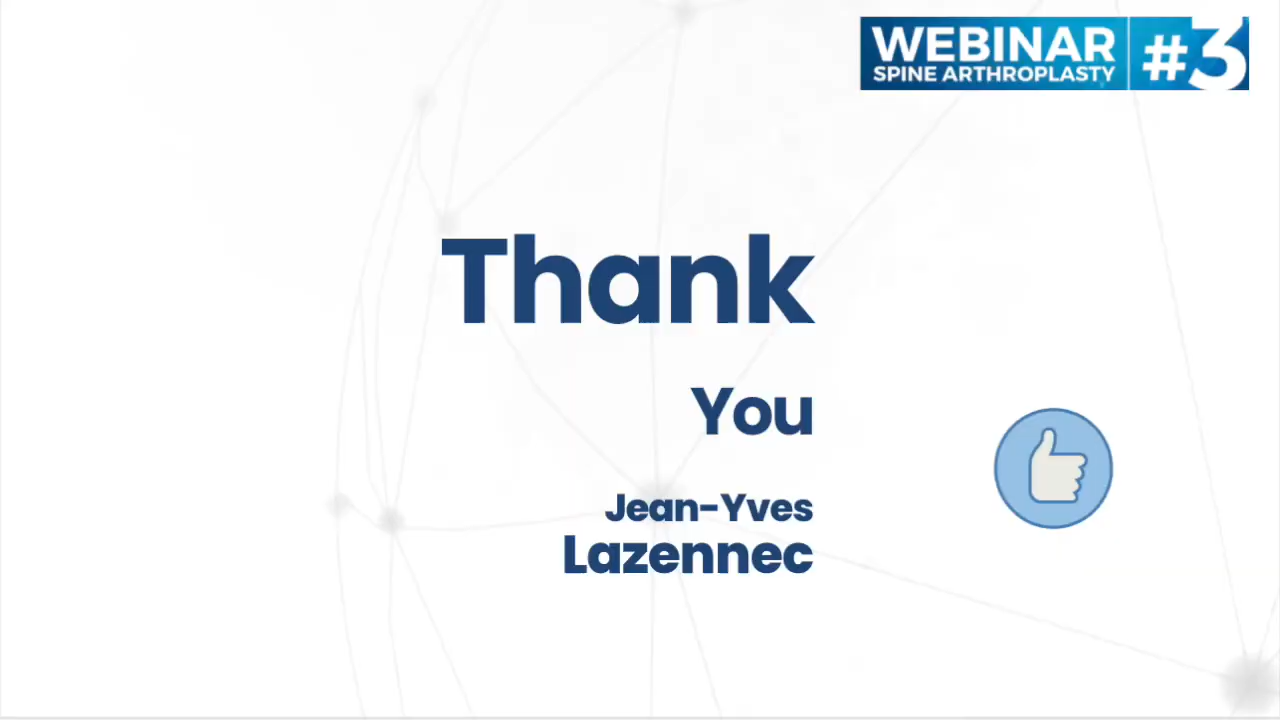 WEBINAR
SPINE ARTHROPLASTY
#3
Thank
You
Jean-Yves
Lazennec